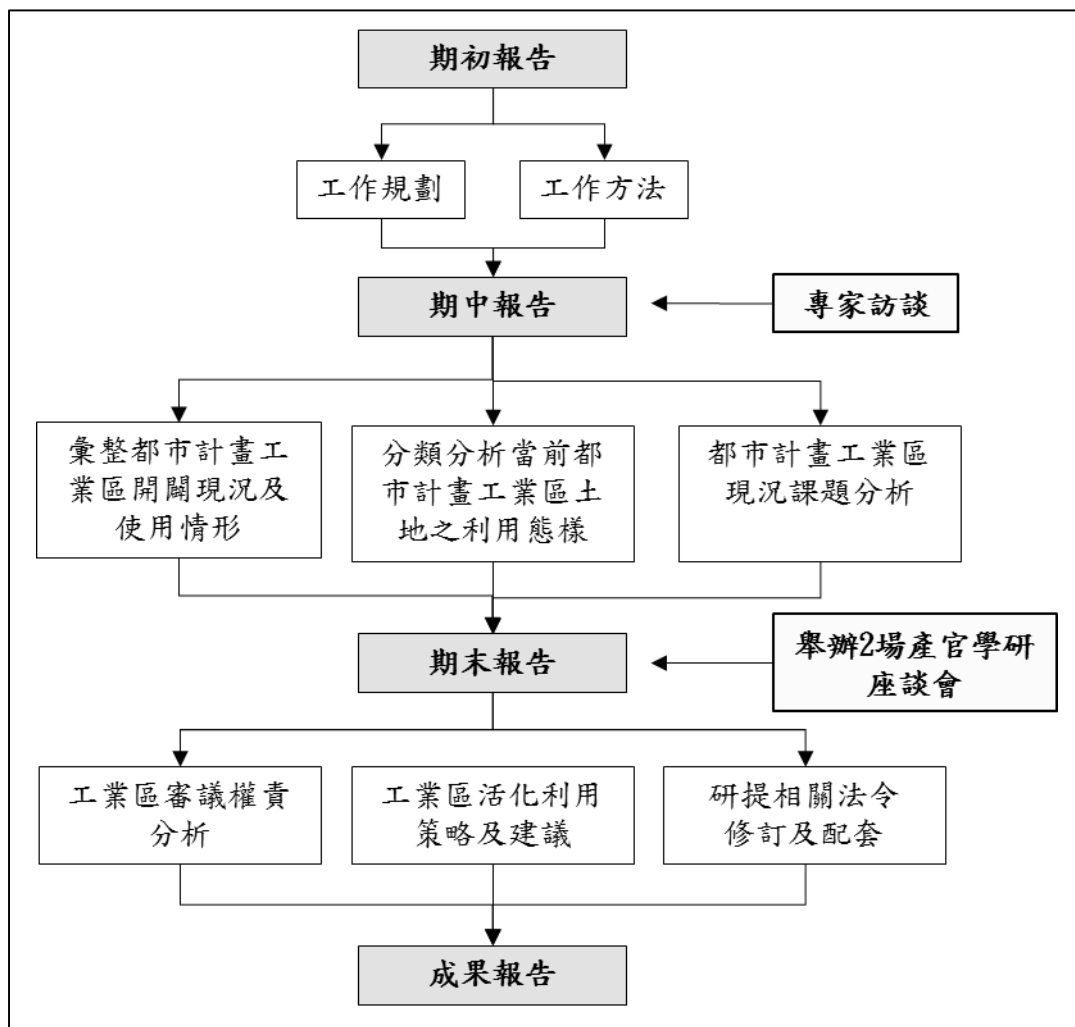 期初報告
工作規劃
工作方法
期中報告
專家訪談
彙整都市計畫工
業區開闢現況及
使用情形
分類分析當前都
市計畫工業區土
地之利用態樣
都市計畫工業區
現況課題分析
期末報告
舉辦2場產官學研
座談會
工業區審議權責
分析
工業區活化利用
策略及建議
研提相關法令
修訂及配套
成果報告